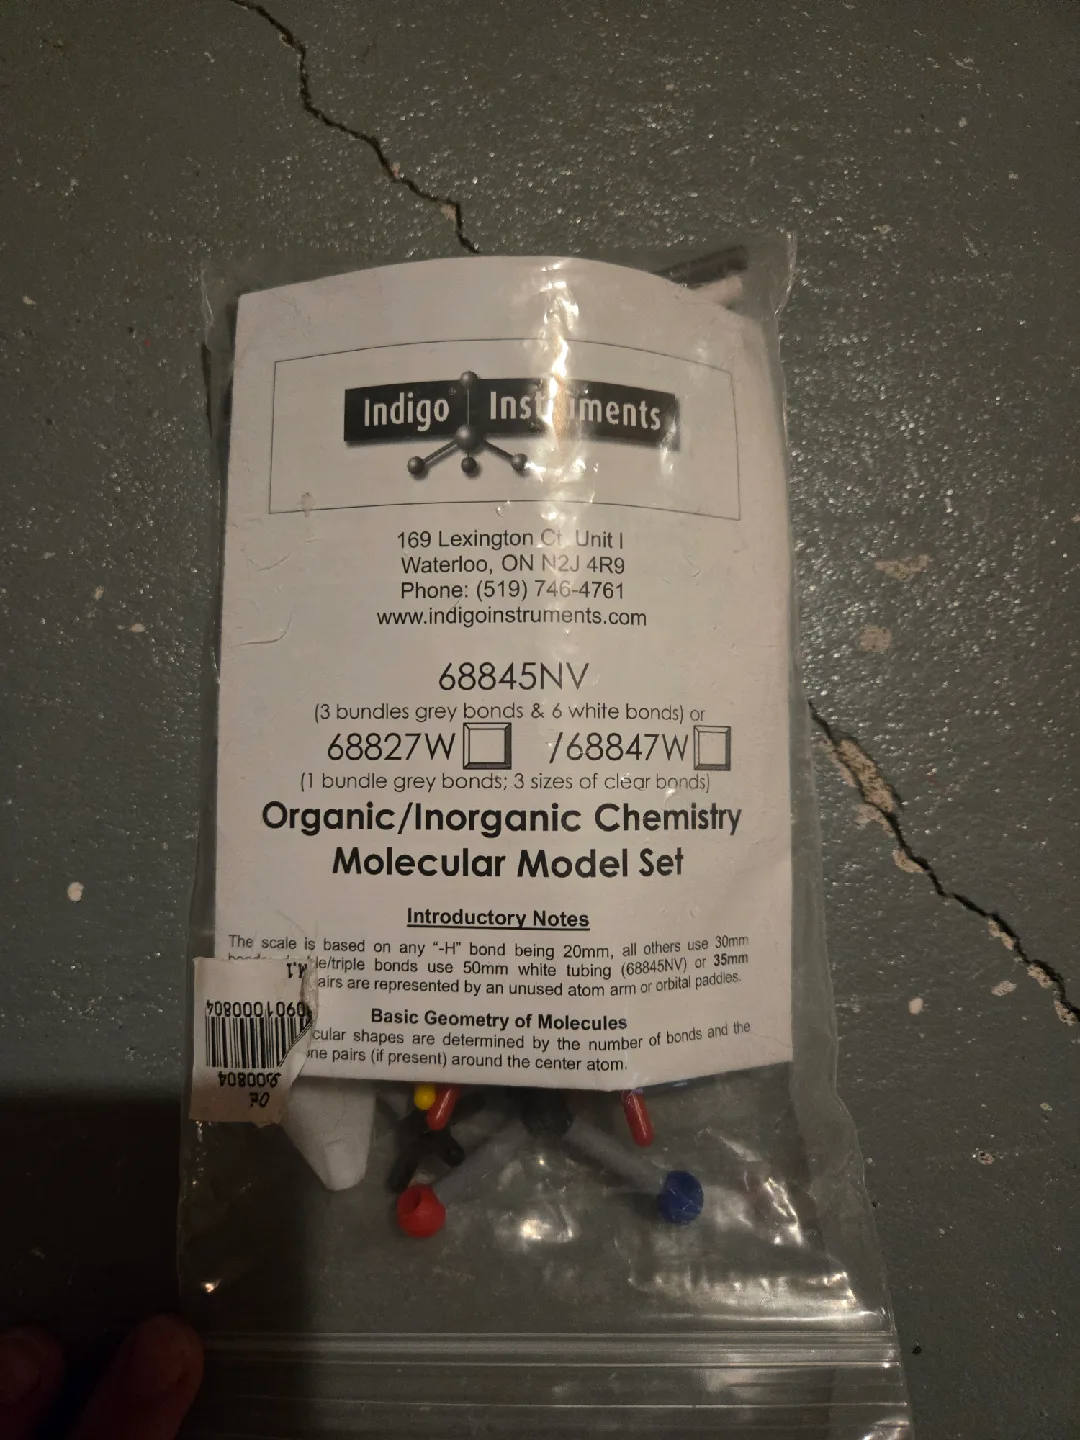 Indigo® Instruments
169 Lexington Ct. Unit I
Waterloo, ON N2J 4R9
Phone: (519) 746-4761
www.indigoinstruments.com
68845NV
(3 bundles grey bonds & 6 white bonds) or
68827W /68847W
(1 bundle grey bonds; 3 sizes of clear bonds)
Organic/Inorganic Chemistry
Molecular Model Set
Introductory Notes
The scale is based on any "-H" bond being 20mm, all others use 30mm
le/triple bonds use 50mm white tubing (68845NV) or 35mm
airs are represented by an unused atom arm or orbital paddles.
Basic Geometry of Molecules
cular shapes are determined by the number of bonds and the
ne pairs (if present) around the center atom.